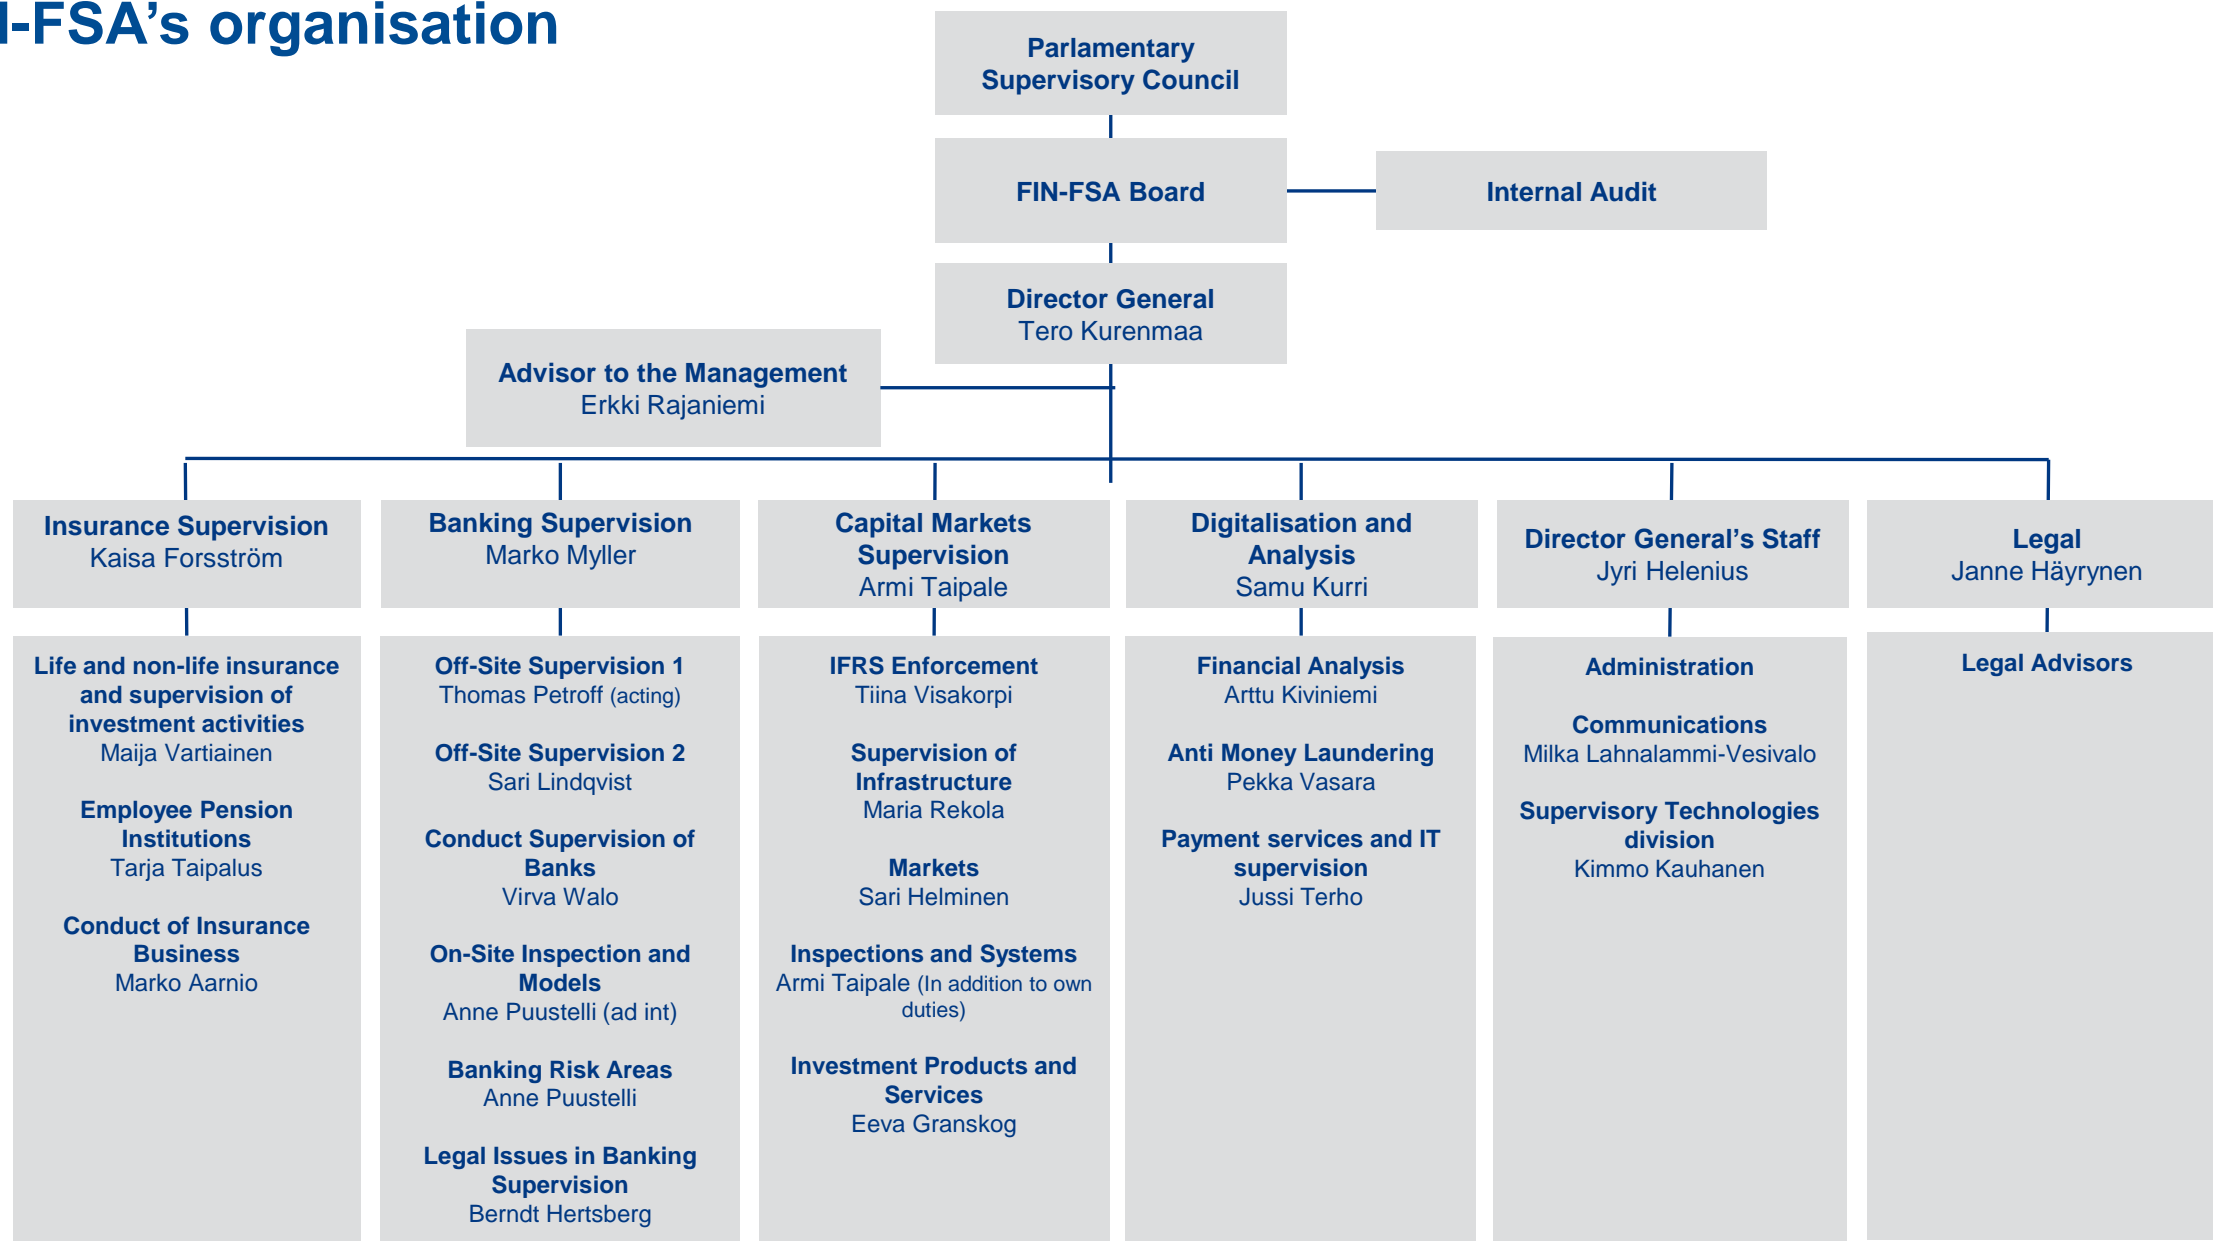 -FSA’s organisation
Parlamentary
Supervisory Council
FIN-FSA Board
Internal Audit
Director General
Tero Kurenmaa
Advisor to the Management
Erkki Rajaniemi
Insurance Supervision
Kaisa Forsström
Banking Supervision
Marko Myller
Capital Markets
Supervision
Armi Taipale
Digitalisation and
Analysis
Samu Kurri
Director General’s Staff
Jyri Helenius
Legal
Janne Häyrynen
Life and non-life insurance
and supervision of
investment activities
Maija Vartiainen
Employee Pension
Institutions
Tarja Taipalus
Conduct of Insurance
Business
Marko Aarnio
Off-Site Supervision 1
Thomas Petroff (acting)
Off-Site Supervision 2
Sari Lindqvist
Conduct Supervision of
Banks
Virva Walo
On-Site Inspection and
Models
Anne Puustelli (ad int)
Banking Risk Areas
Anne Puustelli
Legal Issues in Banking
Supervision
Berndt Hertsberg
IFRS Enforcement
Tiina Visakorpi
Supervision of
Infrastructure
Maria Rekola
Markets
Sari Helminen
Inspections and Systems
Armi Taipale (In addition to own
duties)
Investment Products and
Services
Eeva Granskog
Financial Analysis
Arttu Kiviniemi
Anti Money Laundering
Pekka Vasara
Payment services and IT
supervision
Jussi Terho
Administration
Communications
Milka Lahnalammi-Vesivalo
Supervisory Technologies
division
Kimmo Kauhanen
Legal Advisors